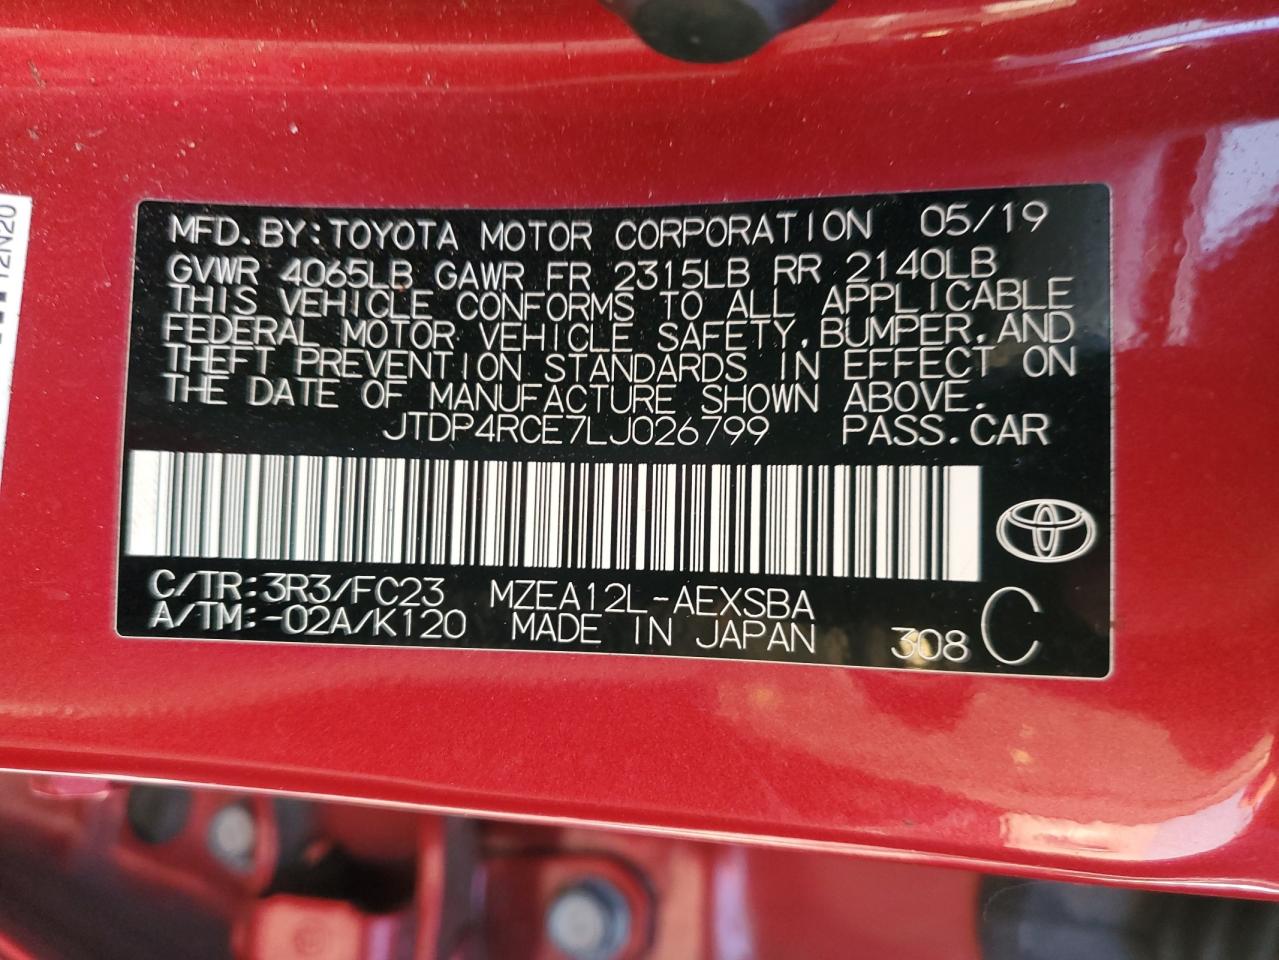 MFD.BY:TOYOTA MOTOR CORPORATION 05/19
GVWR 4065LB GAWR FR 2315LB RR 2140LB
THIS VEHICLE CONFORMS TO ALL APPLICABLE
FEDERAL MOTOR VEHICLE SAFETY,BUMPER,AND
THEFT PREVENTION STANDARDS IN EFFECT ON
THE DATE OF MANUFACTURE SHOWN ABOVE.
JTDP4RCE7LJ026799 PASS.CAR
C/TR:3R3/FC23 MZEA12L-AEXSBA
A/TM:-02A/K120 MADE IN JAPAN 308 C
12N20